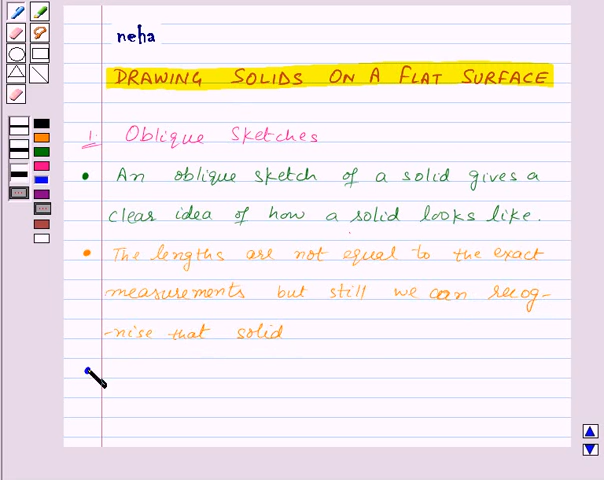 neha
DRAWING SOLIDS ON A FLAT SURFACE
1. Oblique Sketches
• An oblique sketch of a solid gives a
clear idea of how a solid looks like.
• The lengths are not equal to the exact
measurements but still we can recog-
-nise that solid